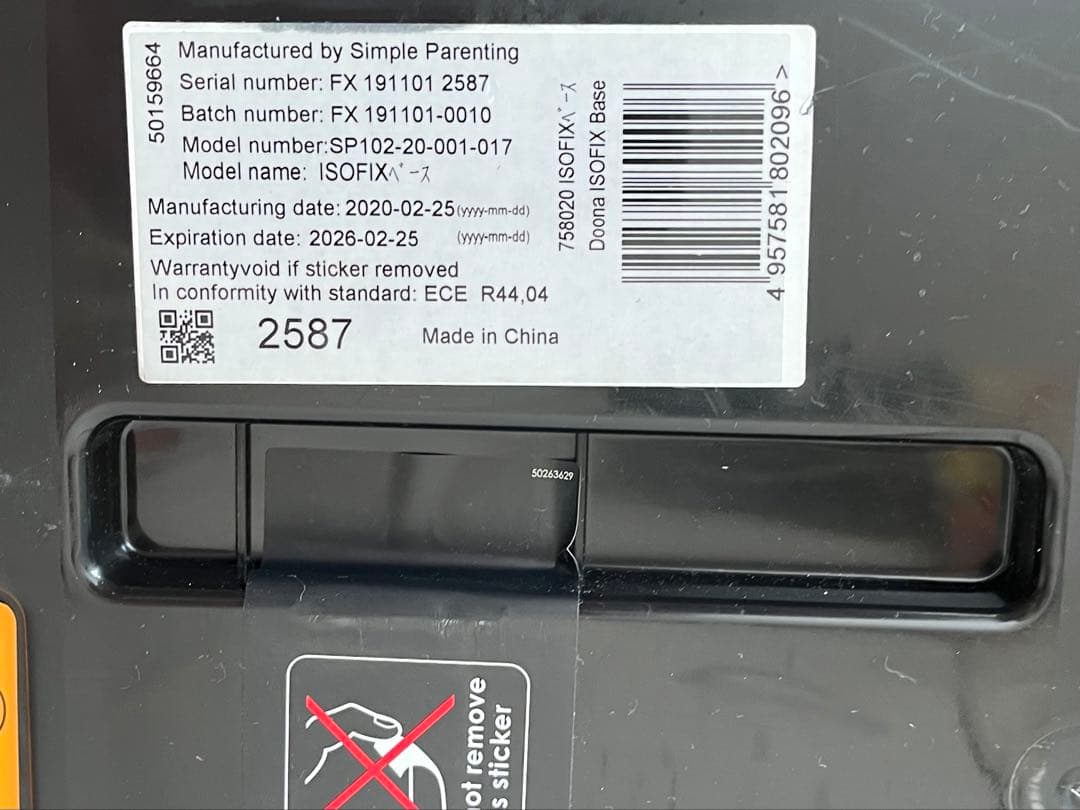 50159664
Manufactured by Simple Parenting
Serial number: FX 191101 2587
Batch number: FX 191101-0010
Model number:SP102-20-001-017
Model name: ISOFIXﾍﾞｰｽ
Manufacturing date: 2020-02-25(yyyy-mm-dd)
Expiration date: 2026-02-25 (yyyy-mm-dd)
Warrantyvoid if sticker removed
In conformity with standard: ECE R44,04
2587 Made in China
758020 ISOFIXﾍﾞｰｽ
Doona ISOFIX Base
4 957581 802096 >
50263629
ot remove
s sticker